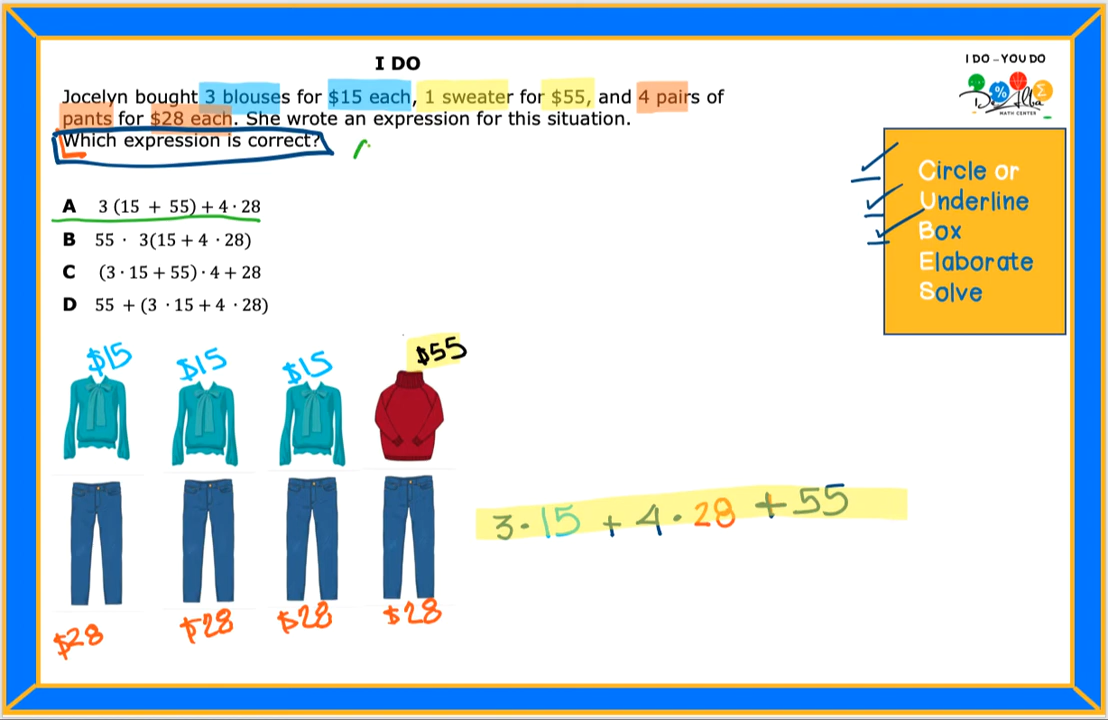 I DO
I DO – YOU DO
Jocelyn bought 3 blouses for $15 each, 1 sweater for $55, and 4 pairs of
pants for $28 each. She wrote an expression for this situation.
Which expression is correct?
%
Σ
Alba
MATH CENTER
A 3 (15 + 55) + 4 · 28
B 55 · 3(15 + 4 · 28)
C (3 · 15 + 55) · 4 + 28
D 55 + (3 · 15 + 4 · 28)
Circle or
Underline
Box
Elaborate
Solve
$15 $15 $15 $55
3 · 15 + 4 · 28 + 55
$28 $28 $28 $28